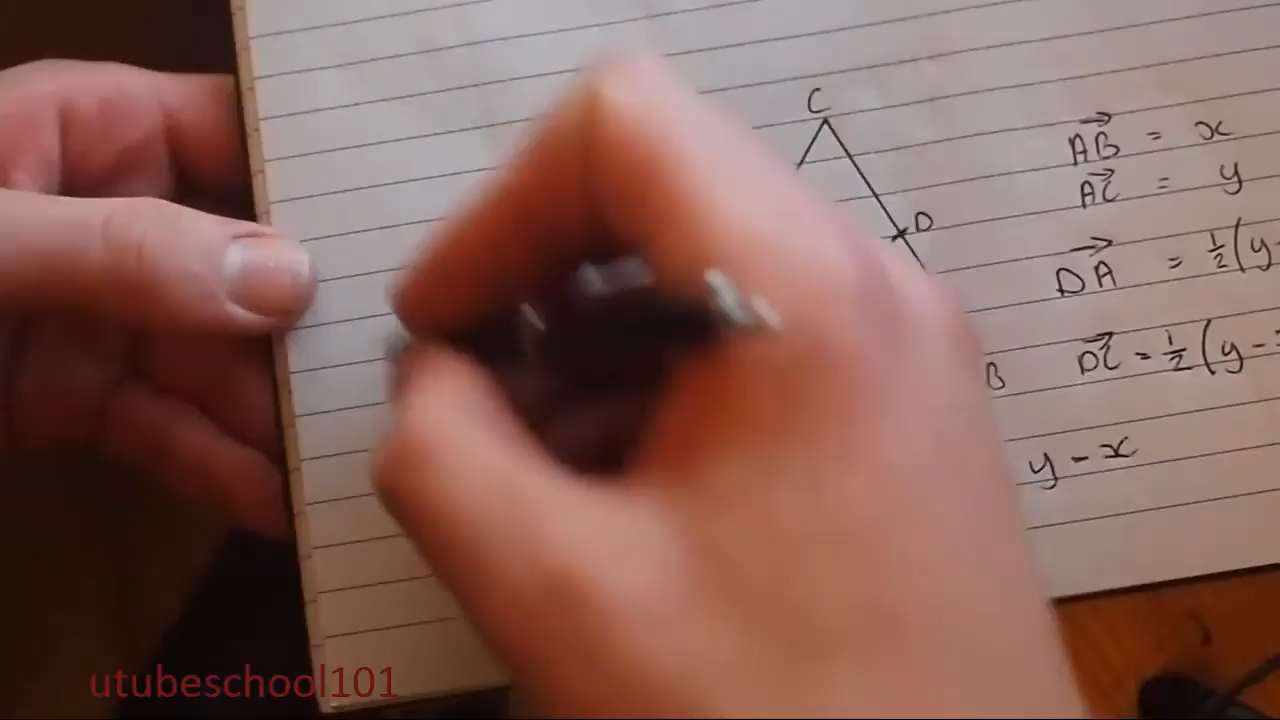 C
D
B
AB = x
AC = y
DA = ½(y-
DC = ½(y-
y - x
utubeschool101